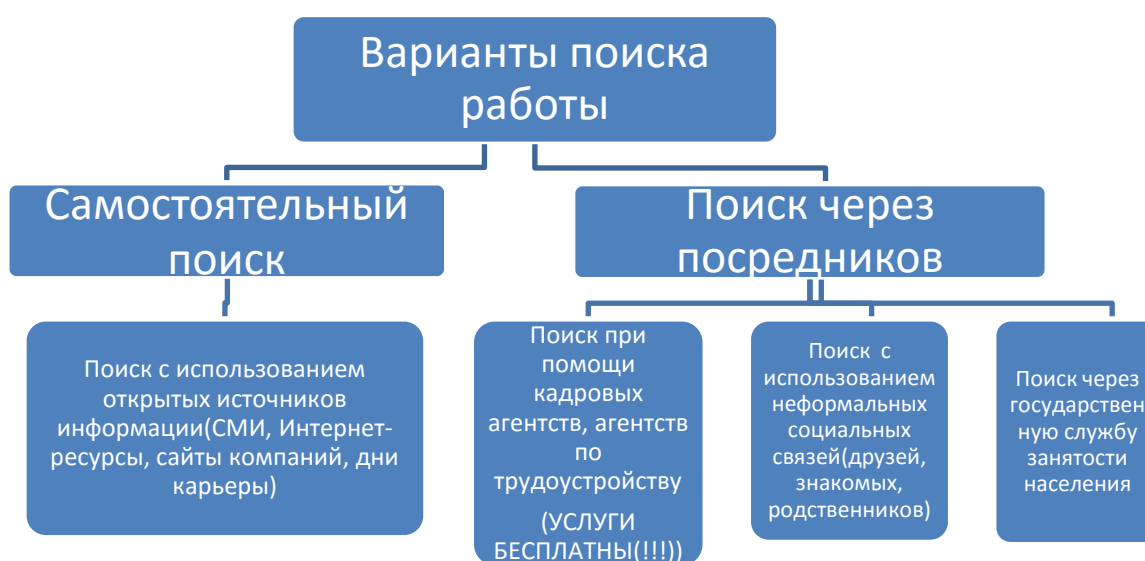 Варианты поиска
работы
Самостоятельный
поиск
Поиск через
посредников
Поиск с использованием
открытых источников
информации(СМИ, Интернет-
ресурсы, сайты компаний, дни
карьеры)
Поиск при
помощи
кадровых
агентств, агентств
по
трудоустройству
(УСЛУГИ
БЕСПЛАТНЫ(!!!))
Поиск с
использованием
неформальных
социальных
связей(друзей,
знакомых,
родственников)
Поиск через
государствен
ную службу
занятости
населения